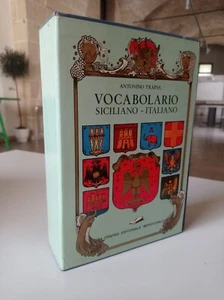 ANTONINO TRAINA
VOCABOLARIO
SICILIANO - ITALIANO